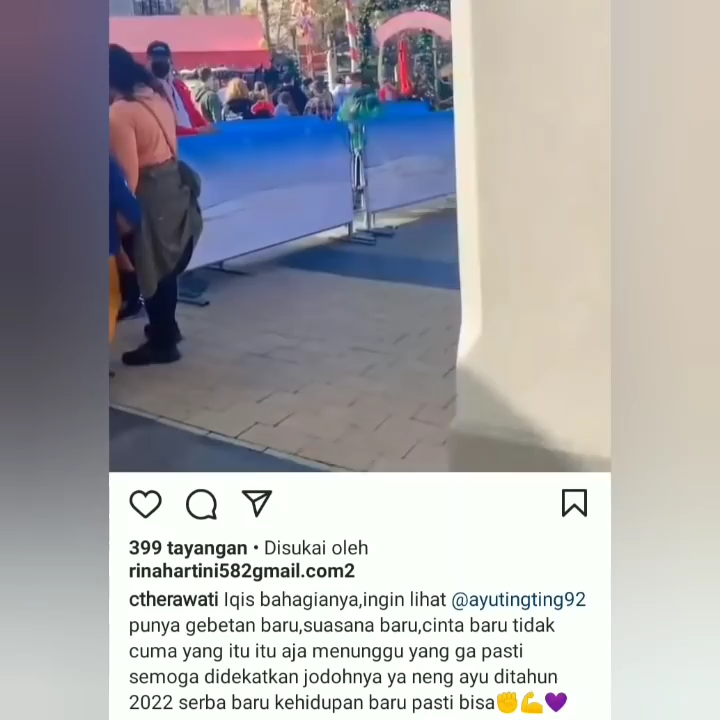 399 tayangan • Disukai oleh
rinahartini582gmail.com2
ctherawati Iqis bahagianya,ingin lihat @ayutingting92
punya gebetan baru,suasana baru,cinta baru tidak
cuma yang itu itu aja menunggu yang ga pasti
semoga didekatkan jodohnya ya neng ayu ditahun
2022 serba baru kehidupan baru pasti bisa✊💪💜